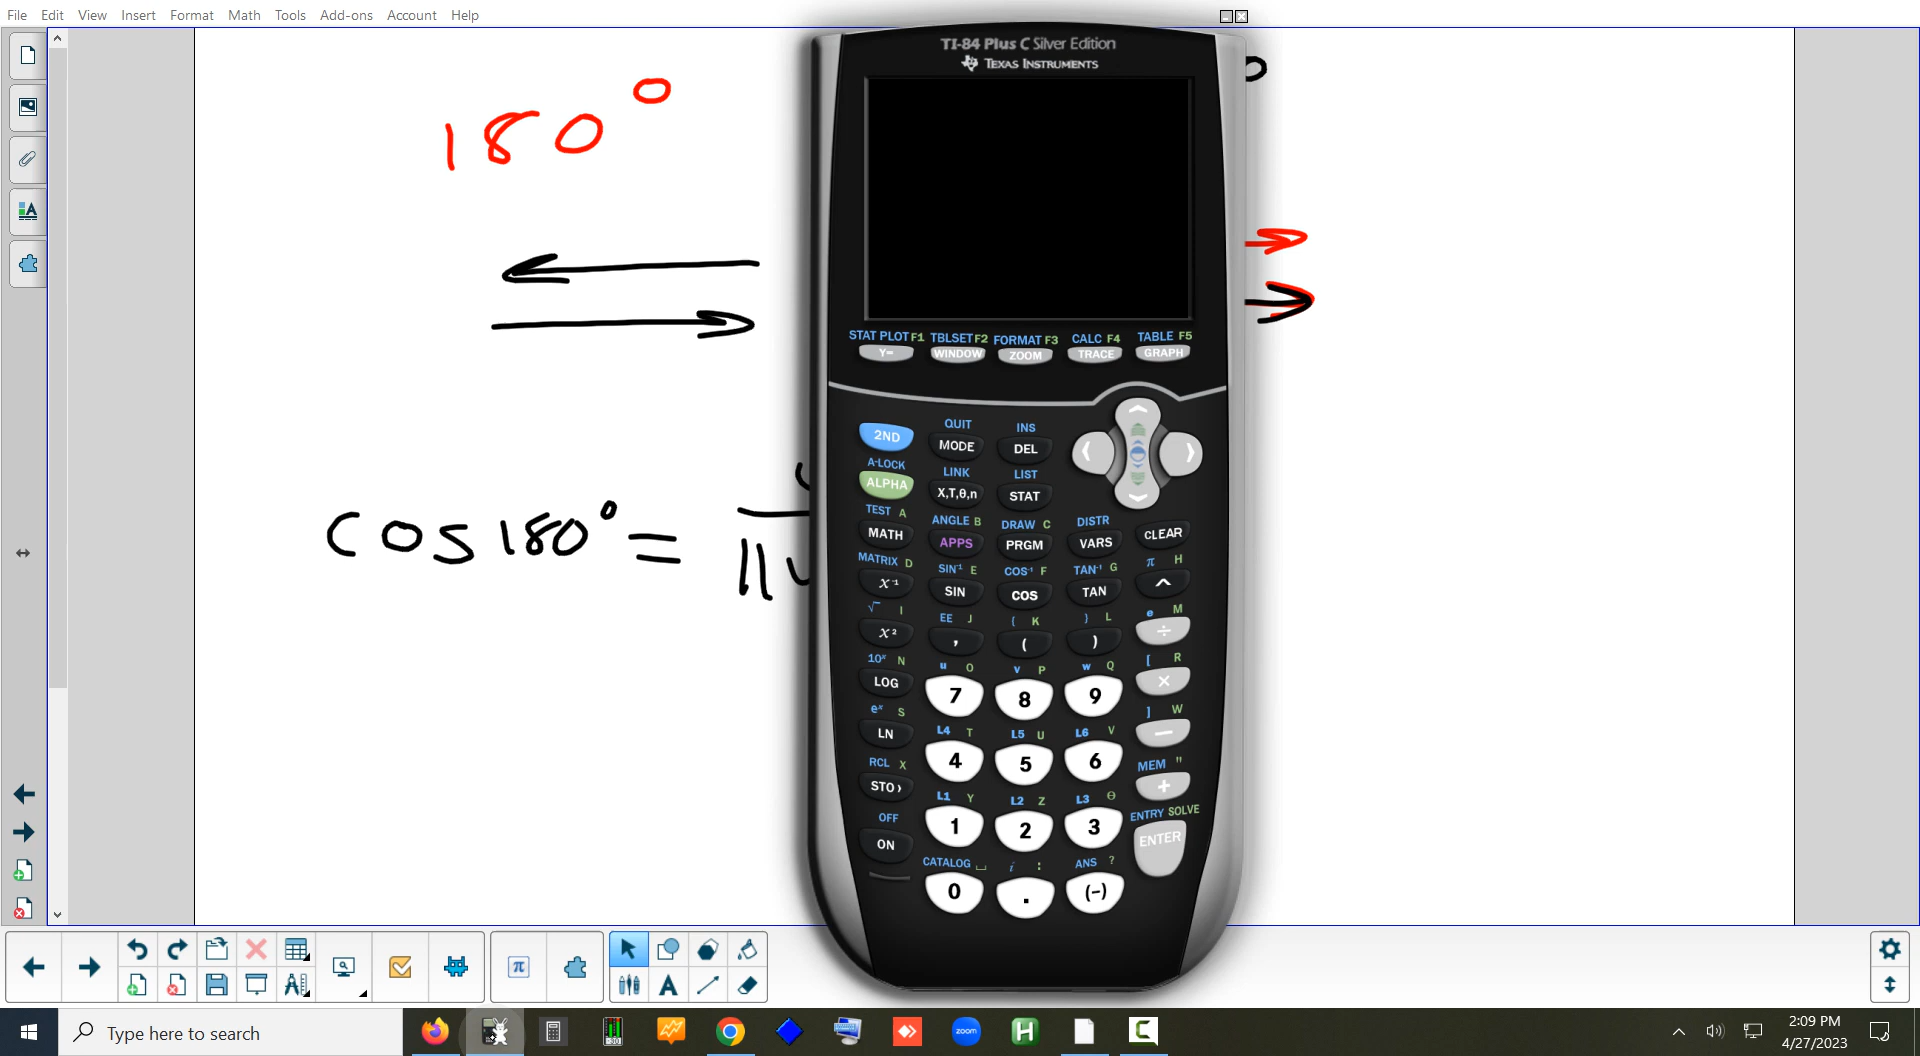 File Edit View Insert Format Math Tools Add-ons Account Help
TI-84 Plus C Silver Edition
TEXAS INSTRUMENTS
180°
STAT PLOT F1 TBLSET F2 FORMAT F3 CALC F4 TABLE F5
Y= WINDOW ZOOM TRACE GRAPH
QUIT INS
2ND MODE DEL
A-LOCK LINK LIST
ALPHA X,T,θ,n STAT
TEST A ANGLE B DRAW C DISTR
MATH APPS PRGM VARS CLEAR
cos 180° =
MATRIX D SIN⁻¹ E COS⁻¹ F TAN⁻¹ G π H
x⁻¹ SIN COS TAN ^
√ I EE J { K } L e M
x² , ( ) ÷
10ˣ N u O v P w Q [ R
LOG 7 8 9 ×
eˣ S L4 T L5 U L6 V ] W
LN 4 5 6 −
RCL X L1 Y L2 Z L3 θ MEM "
STO› 1 2 3 +
OFF CATALOG ⎵ i : ANS ? ENTRY SOLVE
ON 0 . (−) ENTER
π
A
Type here to search
zoom
H
C
2:09 PM
4/27/2023